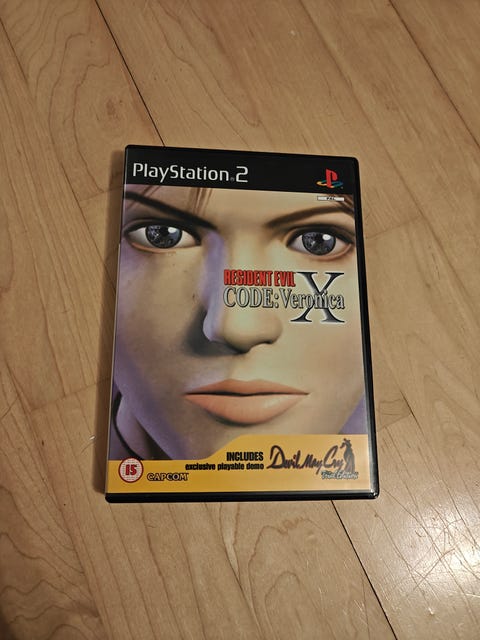 PlayStation®2
PAL
RESIDENT EVIL
CODE:Veronica X
INCLUDES
exclusive playable demo
Devil May Cry
15
CAPCOM